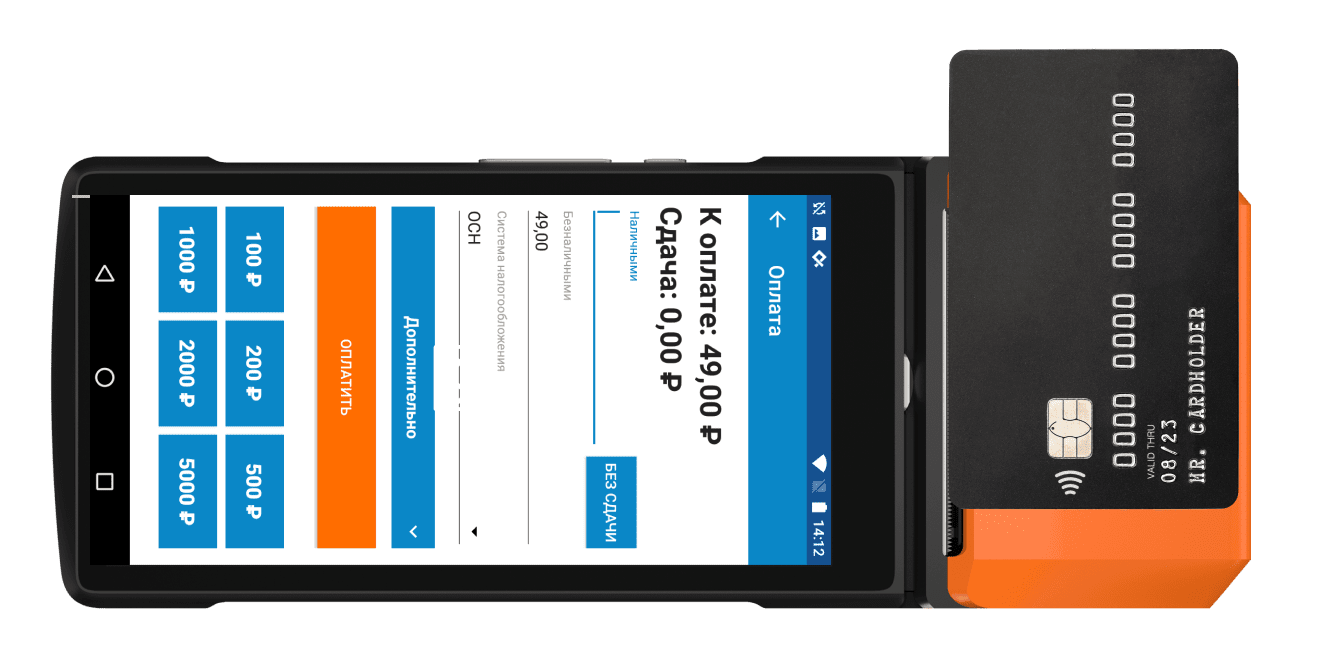 14:12
Оплата
К оплате: 49,00 ₽
Сдача: 0,00 ₽
Наличными
БЕЗ СДАЧИ
Безналичными
49,00
Система налогообложения
ОСН
Дополнительно
ОПЛАТИТЬ
100 ₽ 200 ₽ 500 ₽
1000 ₽ 2000 ₽ 5000 ₽
0000 0000 0000 0000
VALID THRU
08/23
MR. CARDHOLDER